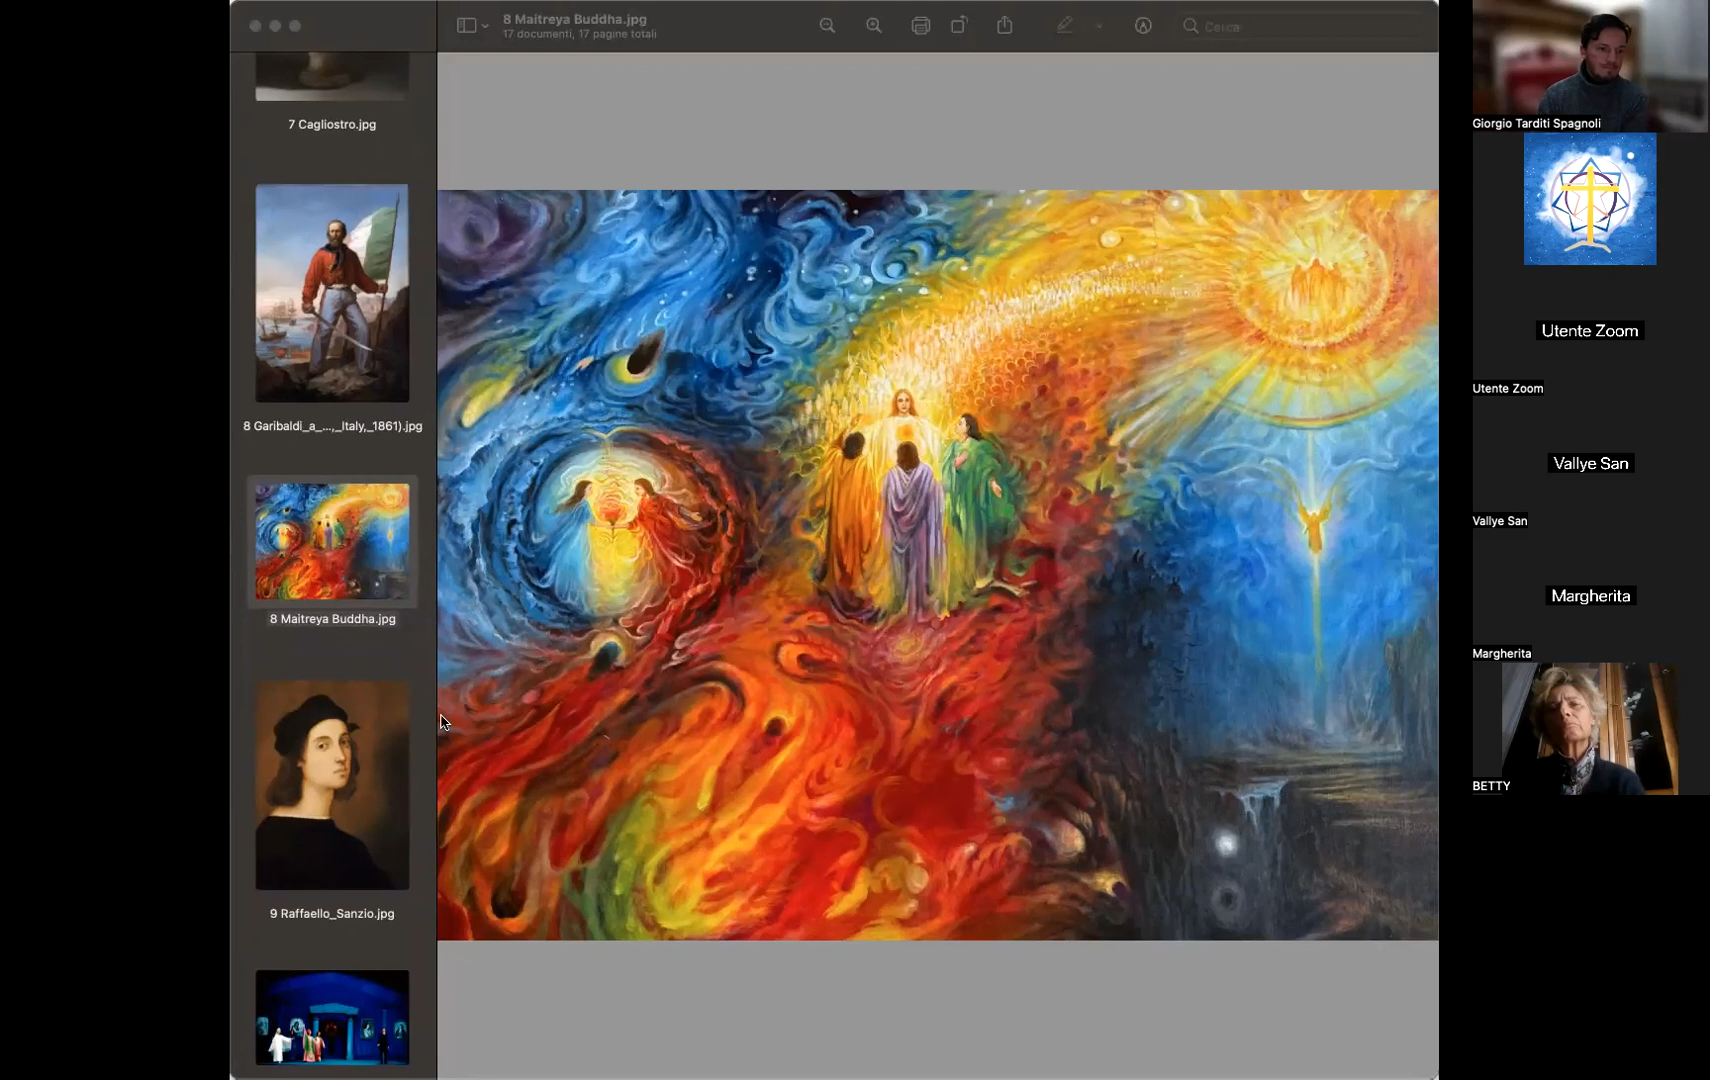 8 Maitreya Buddha.jpg
17 documenti, 17 pagine totali
Cerca
7 Cagliostro.jpg
8 Garibaldi_a_...,_Italy,_1861).jpg
8 Maitreya Buddha.jpg
9 Raffaello_Sanzio.jpg
Giorgio Tarditi Spagnoli
Utente Zoom
Utente Zoom
Vallye San
Vallye San
Margherita
Margherita
BETTY